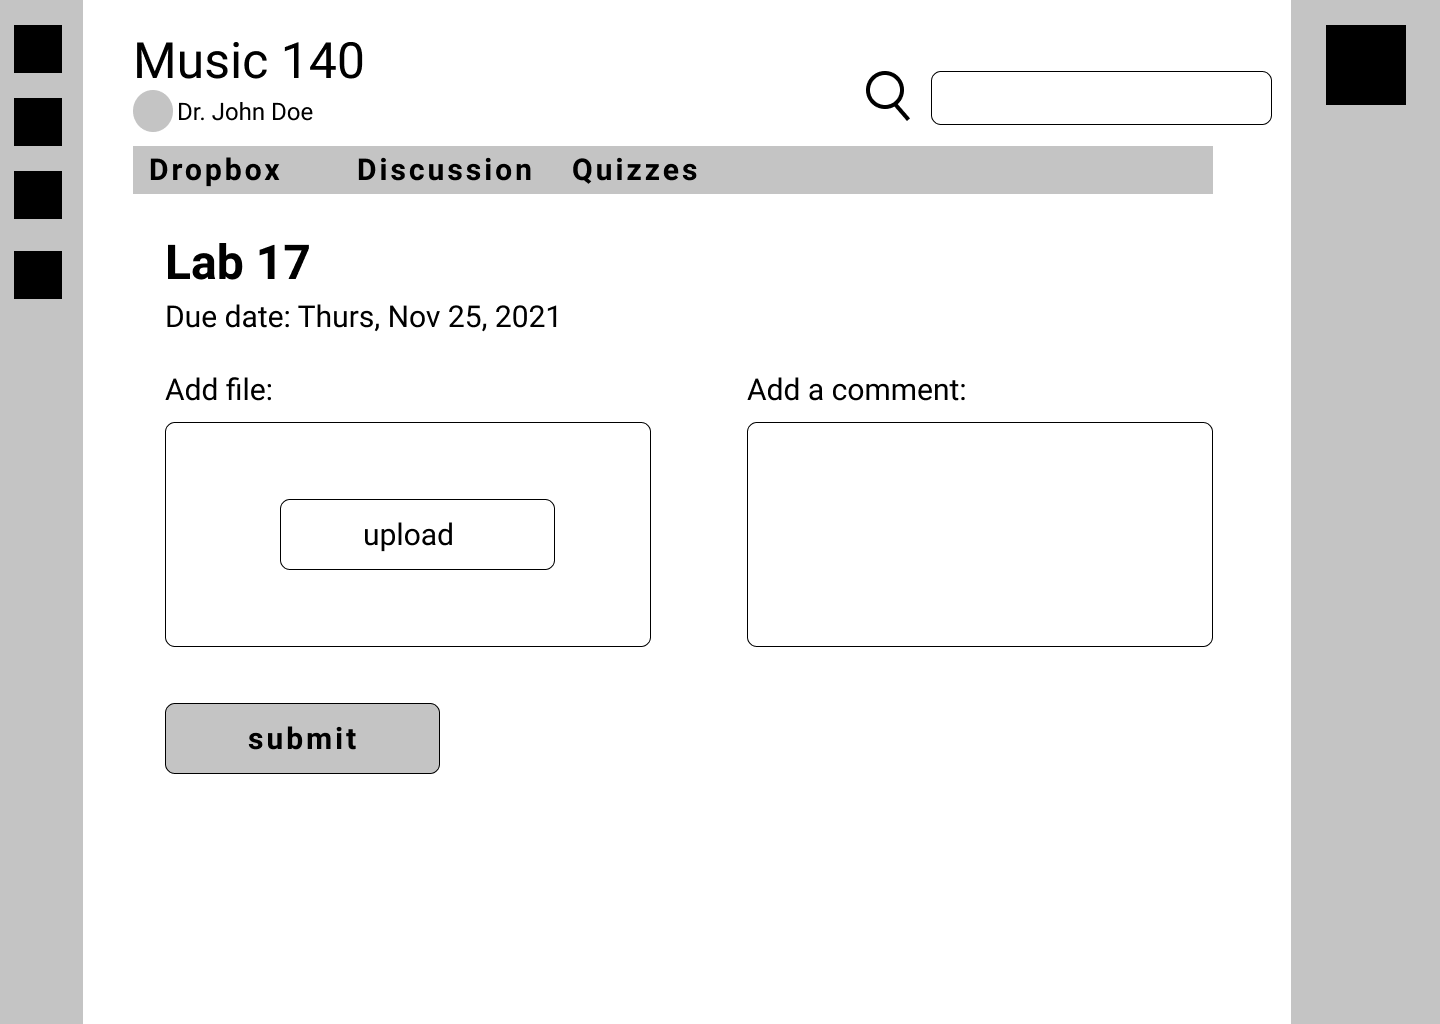 Music 140
Dr. John Doe
Dropbox Discussion Quizzes
Lab 17
Due date: Thurs, Nov 25, 2021
Add file:
Add a comment:
upload
submit